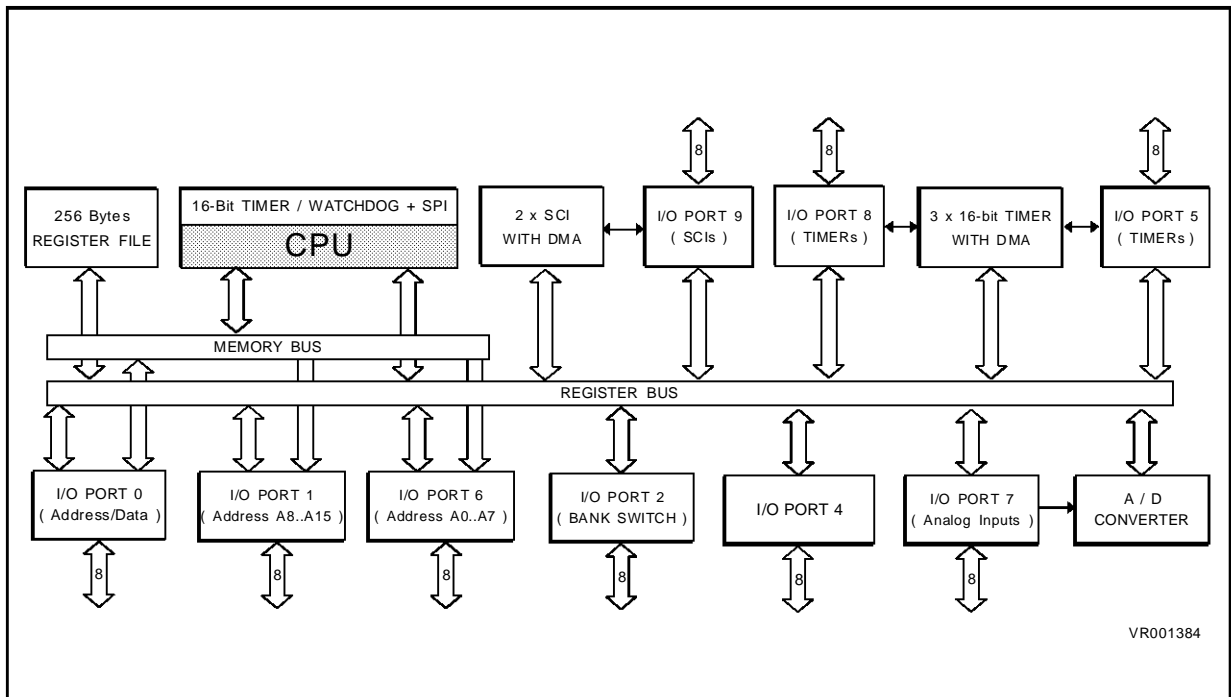 8
8
8
256 Bytes
REGISTER FILE
16-Bit TIMER / WATCHDOG + SPI
CPU
2 x SCI
WITH DMA
I/O PORT 9
( SCIs )
I/O PORT 8
( TIMERs )
3 x 16-bit TIMER
WITH DMA
I/O PORT 5
( TIMERs )
MEMORY BUS
REGISTER BUS
I/O PORT 0
( Address/Data )
I/O PORT 1
( Address A8..A15 )
I/O PORT 6
( Address A0..A7 )
I/O PORT 2
( BANK SWITCH )
I/O PORT 4
I/O PORT 7
( Analog Inputs )
A / D
CONVERTER
8
8
8
8
8
8
VR001384